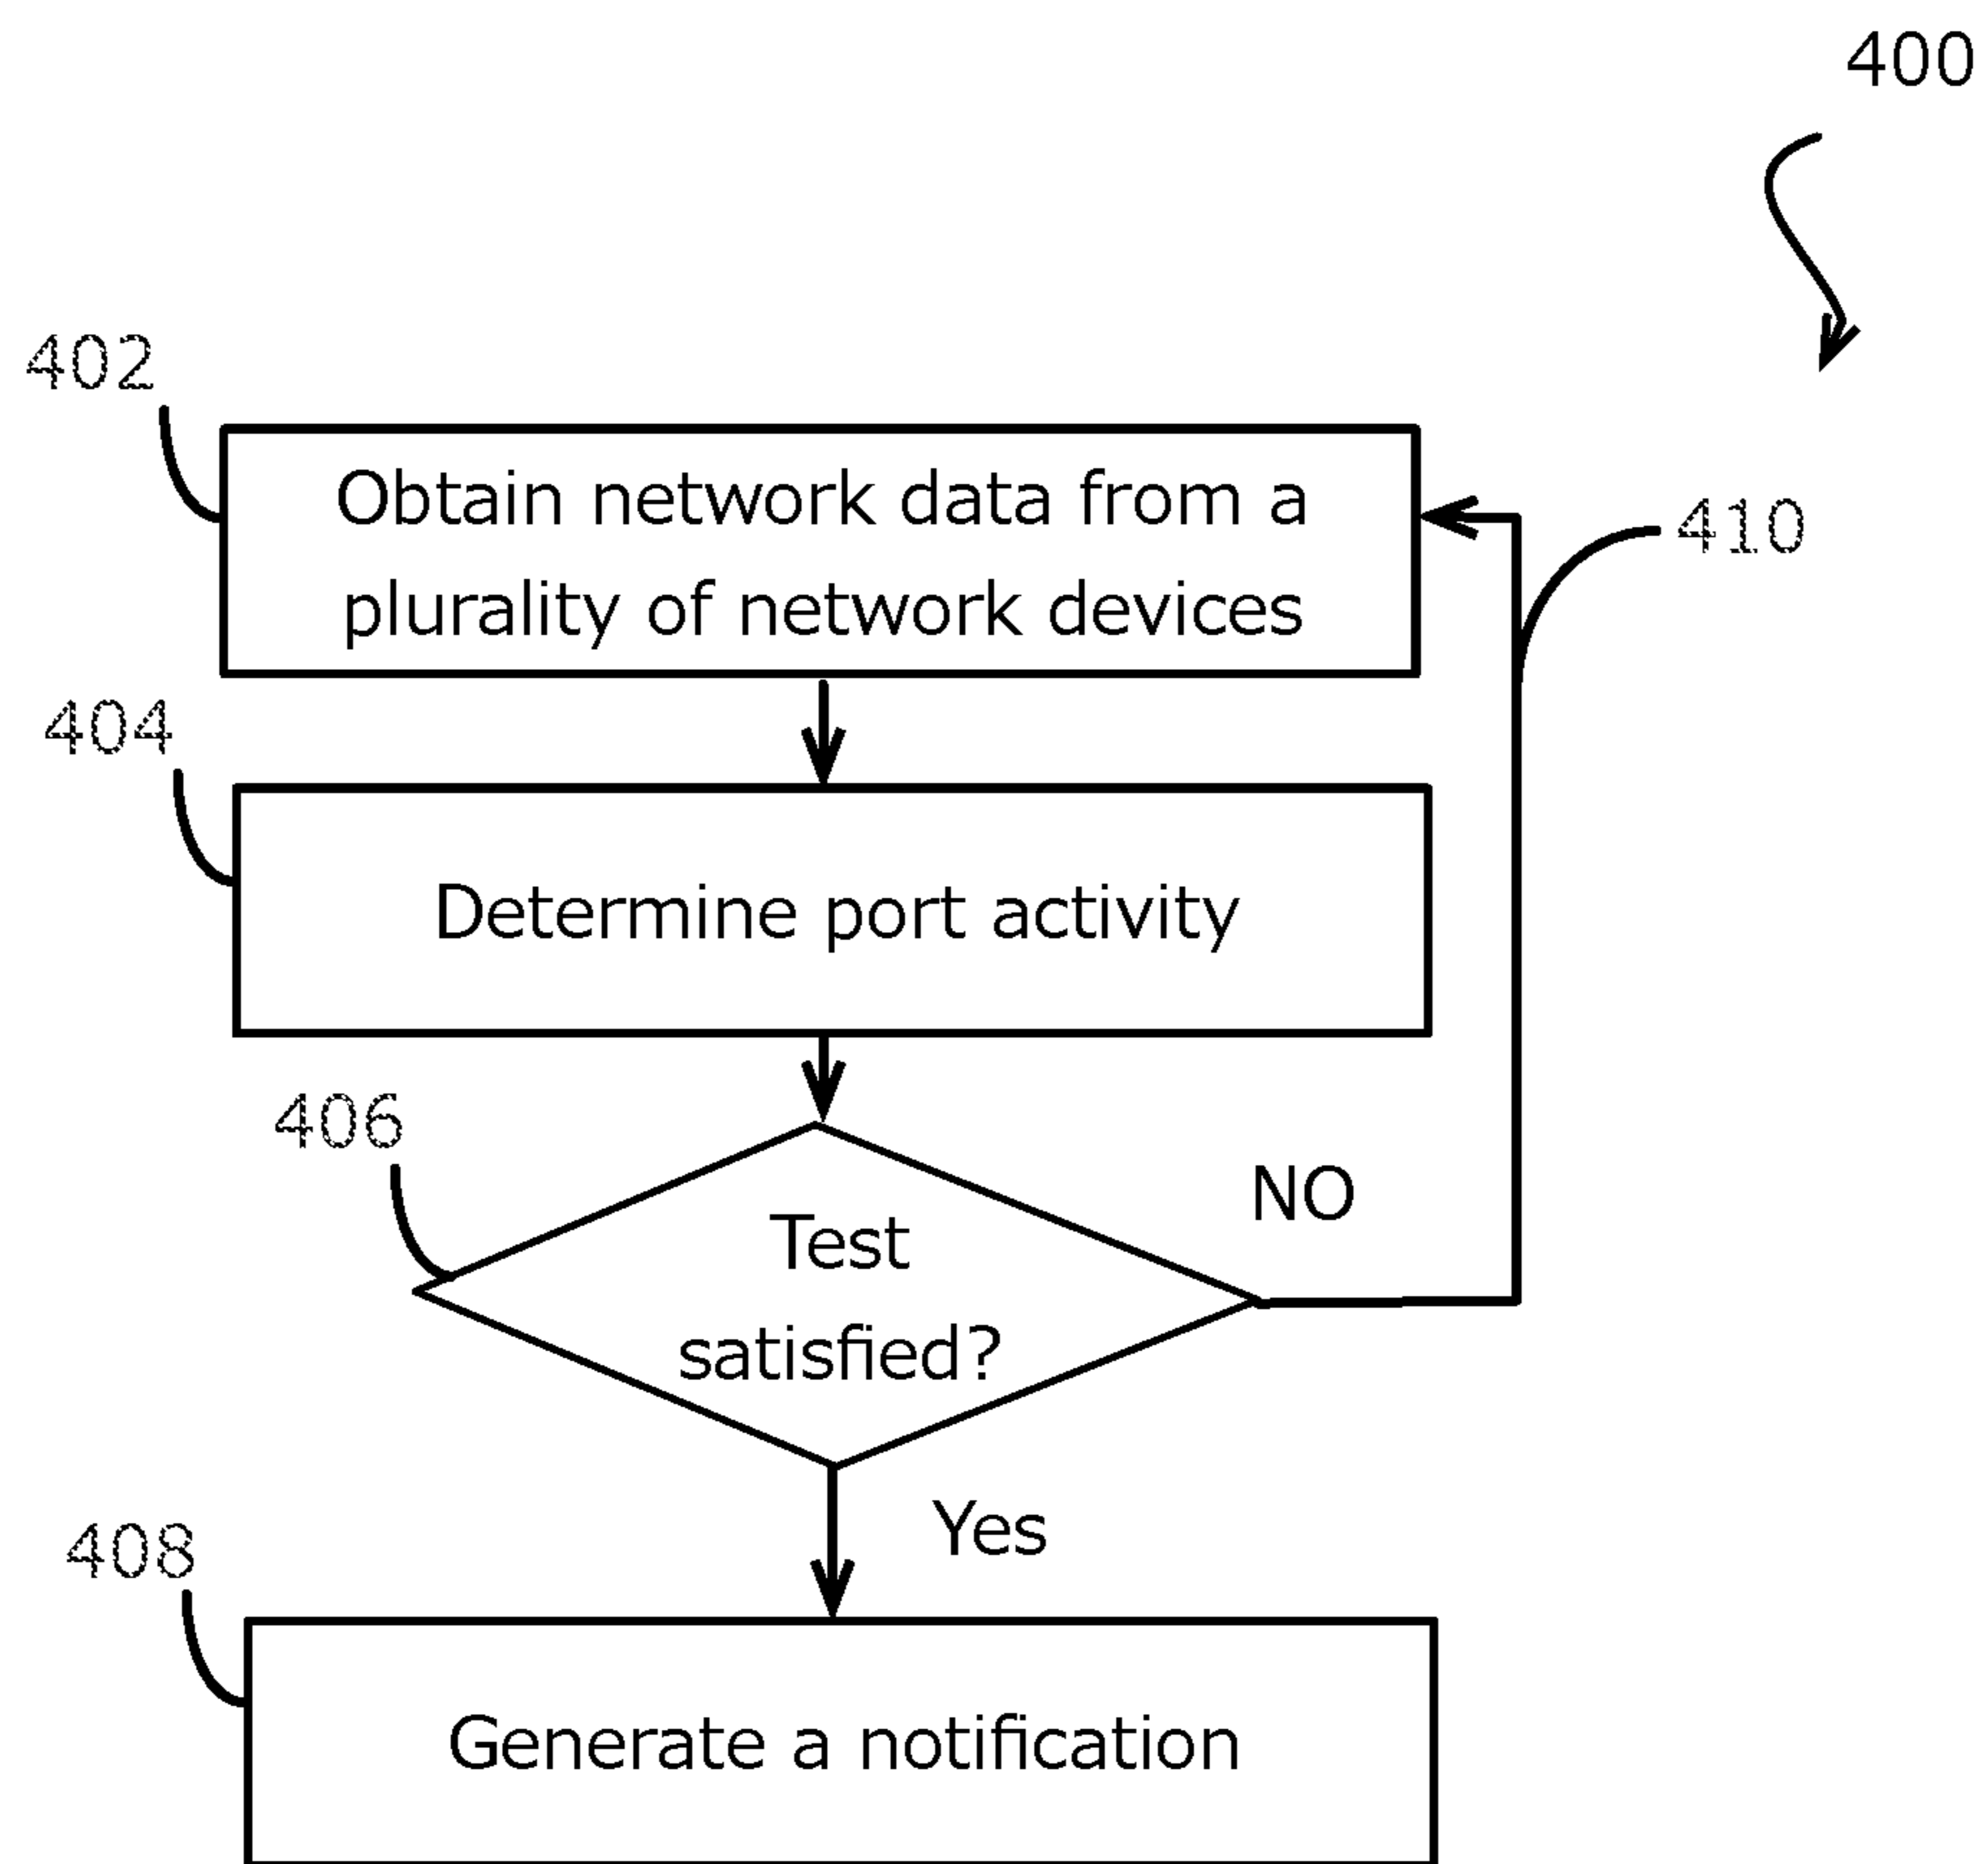 400
402
Obtain network data from a
plurality of network devices
410
404
Determine port activity
406
NO
Test
satisfied?
Yes
408
Generate a notification